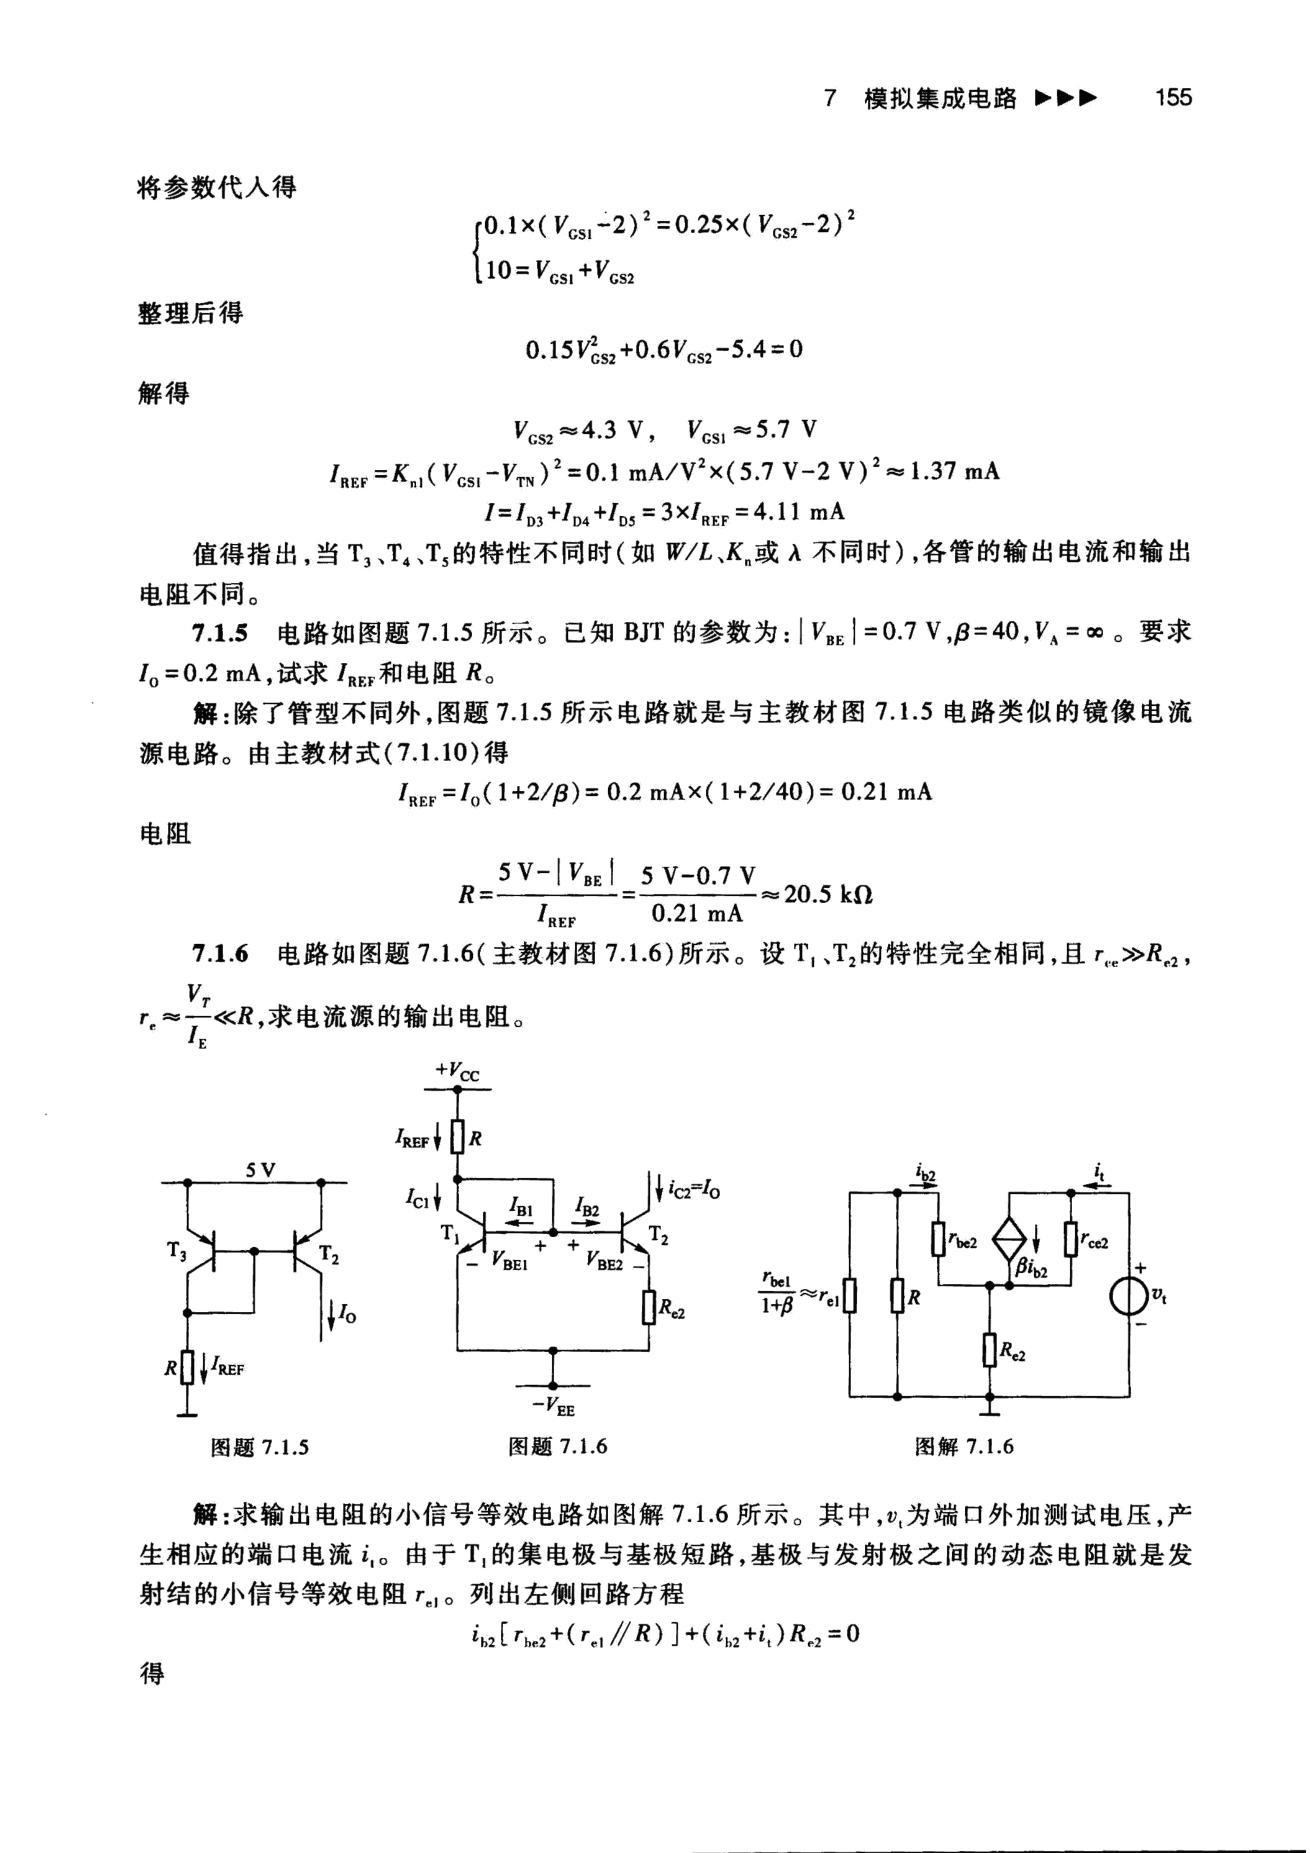 7 模拟集成电路 ▶▶▶ 155
将参数代入得
{0.1×(V_GS1-2)²=0.25×(V_GS2-2)²
10=V_GS1+V_GS2
整理后得
0.15V²_GS2+0.6V_GS2-5.4=0
解得
V_GS2≈4.3 V, V_GS1≈5.7 V
I_REF=K_n1(V_GS1-V_TN)²=0.1 mA/V²×(5.7 V-2 V)²≈1.37 mA
I=I_D3+I_D4+I_D5=3×I_REF=4.11 mA
值得指出,当 T₃、T₄、T₅的特性不同时(如 W/L、K_n或 λ 不同时),各管的输出电流和输出
电阻不同。
7.1.5 电路如图题 7.1.5 所示。已知 BJT 的参数为:|V_BE|=0.7 V,β=40,V_A=∞。要求
I_O=0.2 mA,试求 I_REF和电阻 R。
解:除了管型不同外,图题 7.1.5 所示电路就是与主教材图 7.1.5 电路类似的镜像电流
源电路。由主教材式(7.1.10)得
I_REF=I_O(1+2/β)=0.2 mA×(1+2/40)=0.21 mA
电阻
R=(5 V-|V_BE|)/I_REF=(5 V-0.7 V)/0.21 mA≈20.5 kΩ
7.1.6 电路如图题 7.1.6(主教材图 7.1.6)所示。设 T₁、T₂的特性完全相同,且 r_ce≫R_e2,
r_e≈V_T/I_E≪R,求电流源的输出电阻。
5 V
T₃
T₂
I_O
R
I_REF
图题 7.1.5
+V_CC
I_REF
R
I_C1
I_B1
I_B2
i_C2=I_O
T₁
T₂
- V_BE1 +
+ V_BE2 -
R_e2
-V_EE
图题 7.1.6
i_b2
i_t
r_be2
βi_b2
r_ce2
r_be1/(1+β)≈r_e1
R
+
v_t
-
R_e2
图解 7.1.6
解:求输出电阻的小信号等效电路如图解 7.1.6 所示。其中,v_t为端口外加测试电压,产
生相应的端口电流 i_t。由于 T₁的集电极与基极短路,基极与发射极之间的动态电阻就是发
射结的小信号等效电阻 r_e1。列出左侧回路方程
i_b2[r_be2+(r_e1∥R)]+(i_b2+i_t)R_e2=0
得